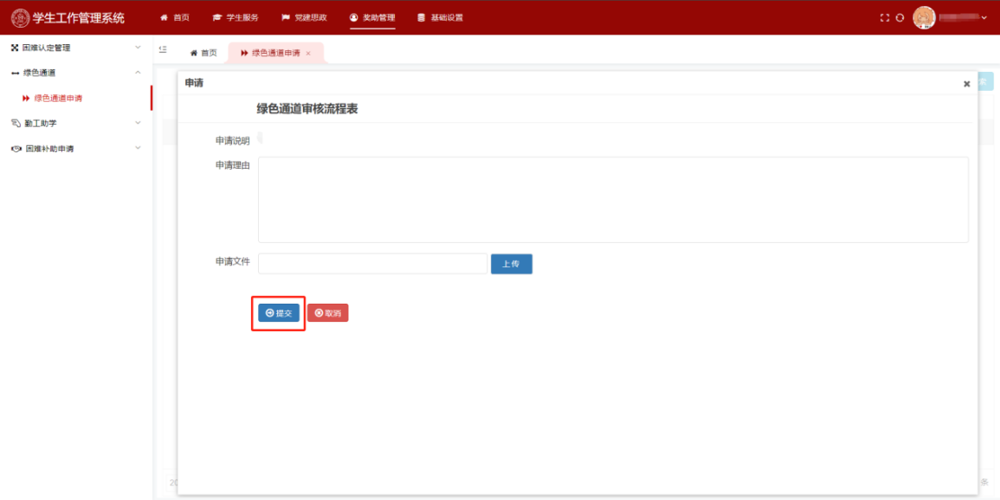 学生工作管理系统 首页 学生服务 党建思政 奖助管理 基础设置
困难认定管理
首页 绿色通道申请 ×
绿色通道
绿色通道申请
勤工助学
困难补助申请
申请
绿色通道审核流程表
申请说明
申请理由
申请文件 上传
提交 取消
20 条